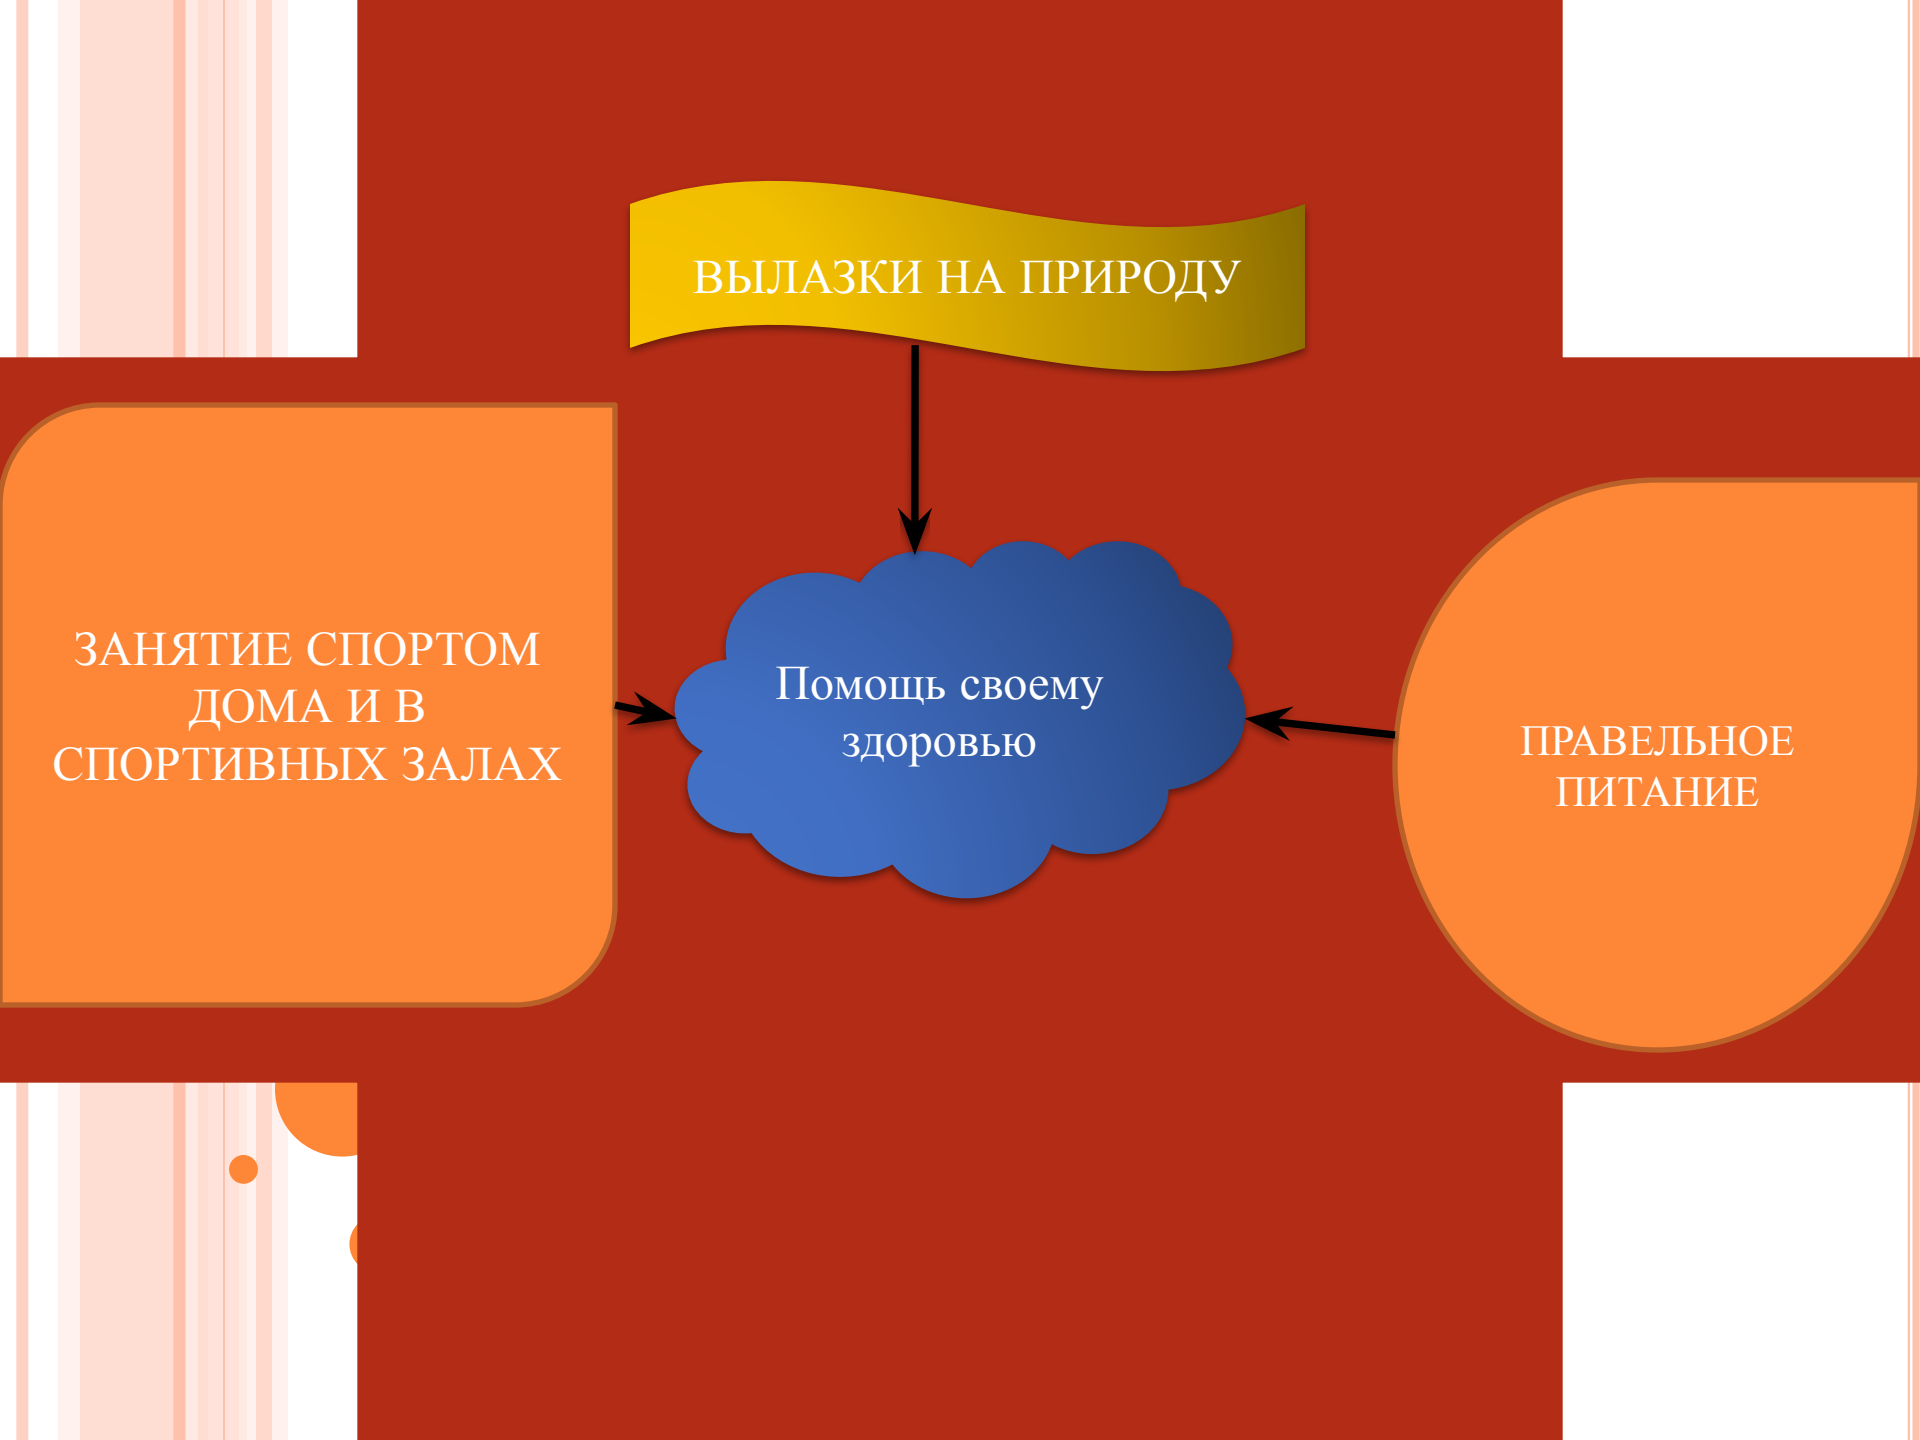 ВЫЛАЗКИ НА ПРИРОДУ
ЗАНЯТИЕ СПОРТОМ
ДОМА И В
СПОРТИВНЫХ ЗАЛАХ
Помощь своему
здоровью
ПРАВЕЛЬНОЕ
ПИТАНИЕ